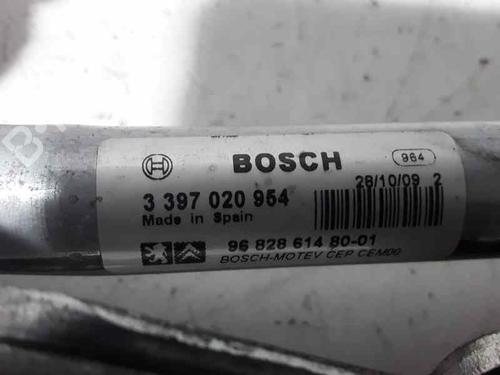 BOSCH
964
3 397 020 954
28/10/09 2
Made in Spain
96 828 614 80-01
BOSCH-MOTEV CEP CEM00